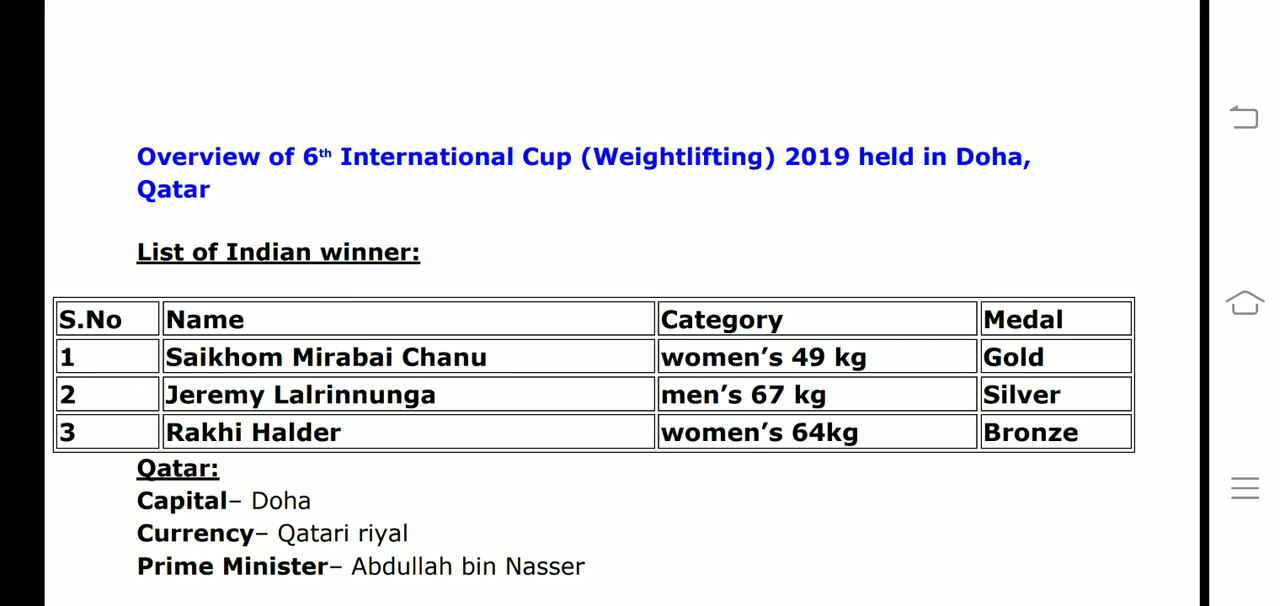 Overview of 6th International Cup (Weightlifting) 2019 held in Doha,
Qatar
List of Indian winner:
S.No Name Category Medal
1 Saikhom Mirabai Chanu women’s 49 kg Gold
2 Jeremy Lalrinnunga men’s 67 kg Silver
3 Rakhi Halder women’s 64kg Bronze
Qatar:
Capital– Doha
Currency– Qatari riyal
Prime Minister– Abdullah bin Nasser